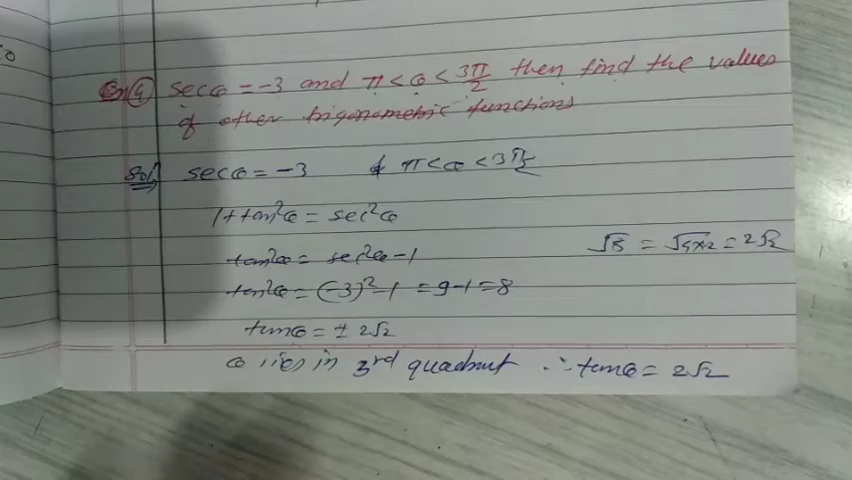 Ex ④ secθ = -3 and π < θ < 3π/2 then find the values
of other trigonometric functions
Sol secθ = -3 & π < θ < 3π/2
1 + tan²θ = sec²θ
tan²θ = sec²θ - 1
√8 = √4×2 = 2√2
tan²θ = (-3)² - 1 = 9 - 1 = 8
tanθ = ± 2√2
θ lies in 3rd quadrant ∴ tanθ = 2√2